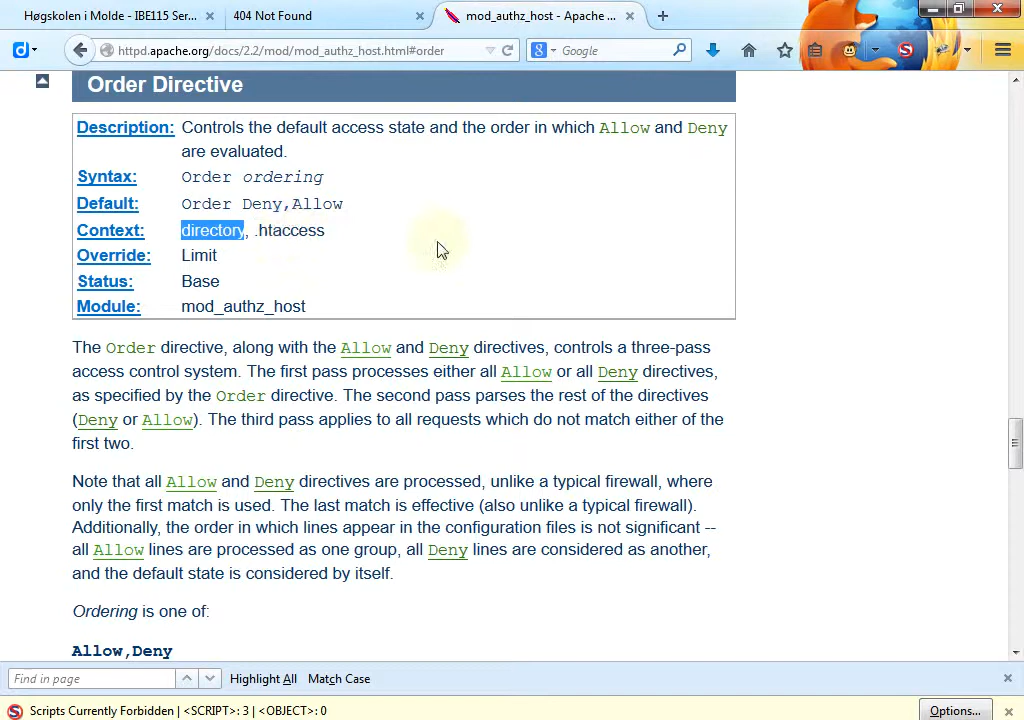 Høgskolen i Molde - IBE115 Ser...
404 Not Found
mod_authz_host - Apache ...
httpd.apache.org/docs/2.2/mod/mod_authz_host.html#order
Google
Order Directive
Description: Controls the default access state and the order in which Allow and Deny
are evaluated.
Syntax: Order ordering
Default: Order Deny,Allow
Context: directory, .htaccess
Override: Limit
Status: Base
Module: mod_authz_host
The Order directive, along with the Allow and Deny directives, controls a three-pass
access control system. The first pass processes either all Allow or all Deny directives,
as specified by the Order directive. The second pass parses the rest of the directives
(Deny or Allow). The third pass applies to all requests which do not match either of the
first two.
Note that all Allow and Deny directives are processed, unlike a typical firewall, where
only the first match is used. The last match is effective (also unlike a typical firewall).
Additionally, the order in which lines appear in the configuration files is not significant --
all Allow lines are processed as one group, all Deny lines are considered as another,
and the default state is considered by itself.
Ordering is one of:
Allow,Deny
Find in page
Highlight All Match Case
Scripts Currently Forbidden | <SCRIPT>: 3 | <OBJECT>: 0
Options...